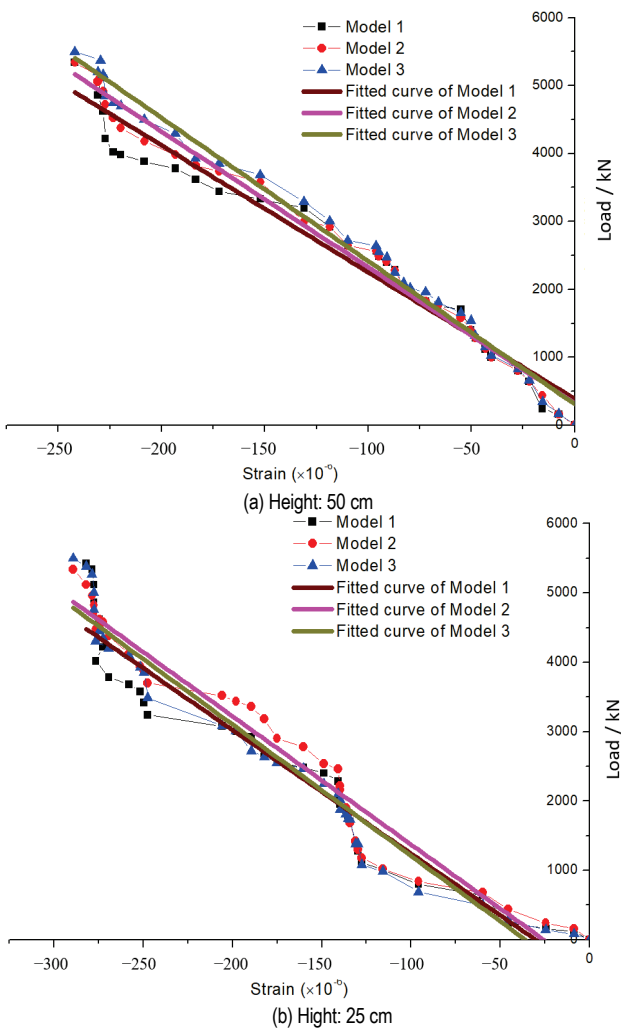 6000
Model 1
Model 2
Model 3
Fitted curve of Model 1
Fitted curve of Model 2
Fitted curve of Model 3
5000
4000
3000
2000
1000
0
Load / kN
−250 −200 −150 −100 −50 0
Strain (×10⁻⁶)
(a) Height: 50 cm
6000
Model 1
Model 2
Model 3
Fitted curve of Model 1
Fitted curve of Model 2
Fitted curve of Model 3
5000
4000
3000
2000
1000
0
Load / kN
−300 −250 −200 −150 −100 −50 0
Strain (×10⁻⁶)
(b) Hight: 25 cm